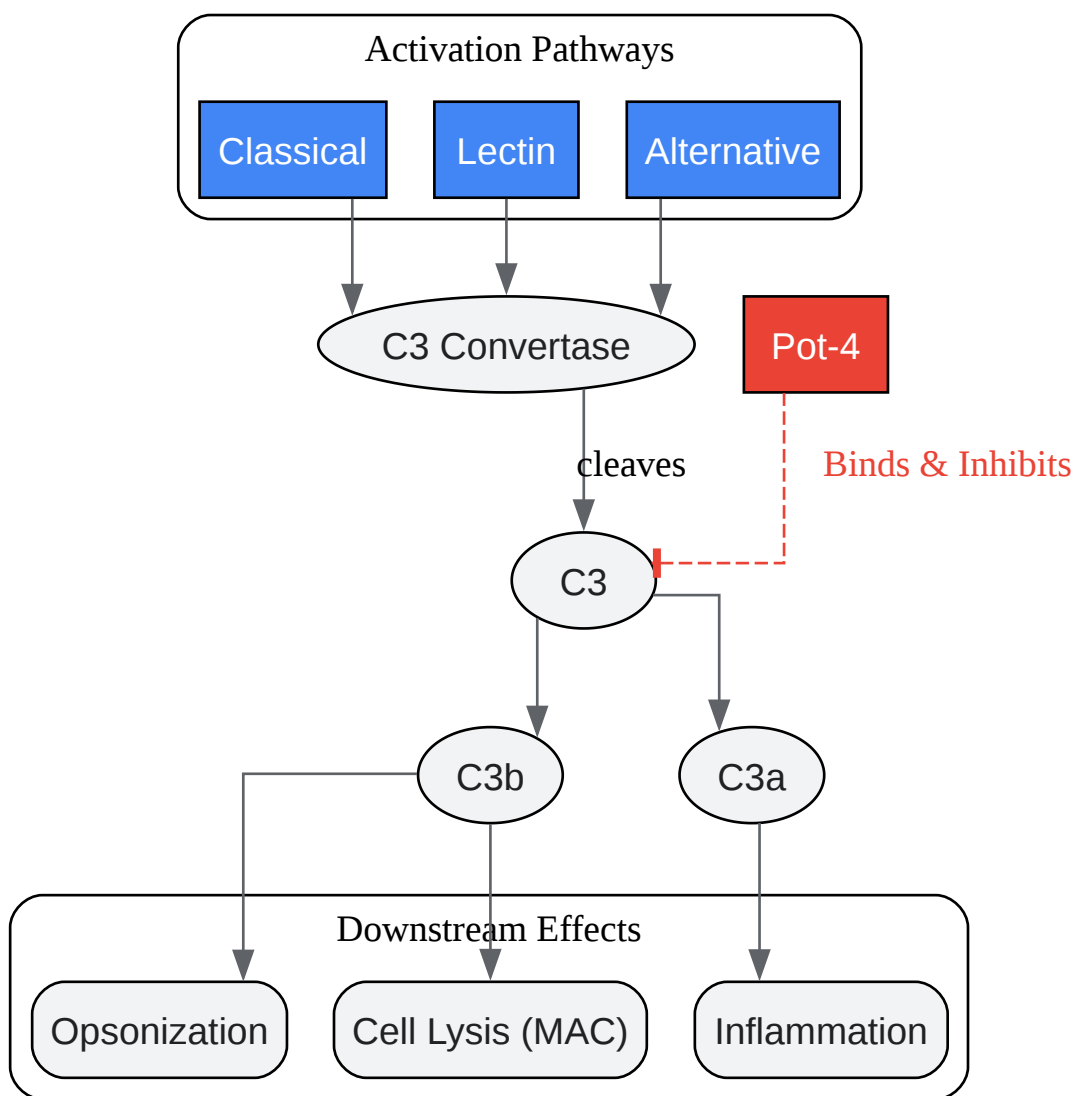 Activation Pathways
Classical
Lectin
Alternative
C3 Convertase
Pot-4
cleaves
Binds & Inhibits
C3
C3b
C3a
Downstream Effects
Opsonization
Cell Lysis (MAC)
Inflammation